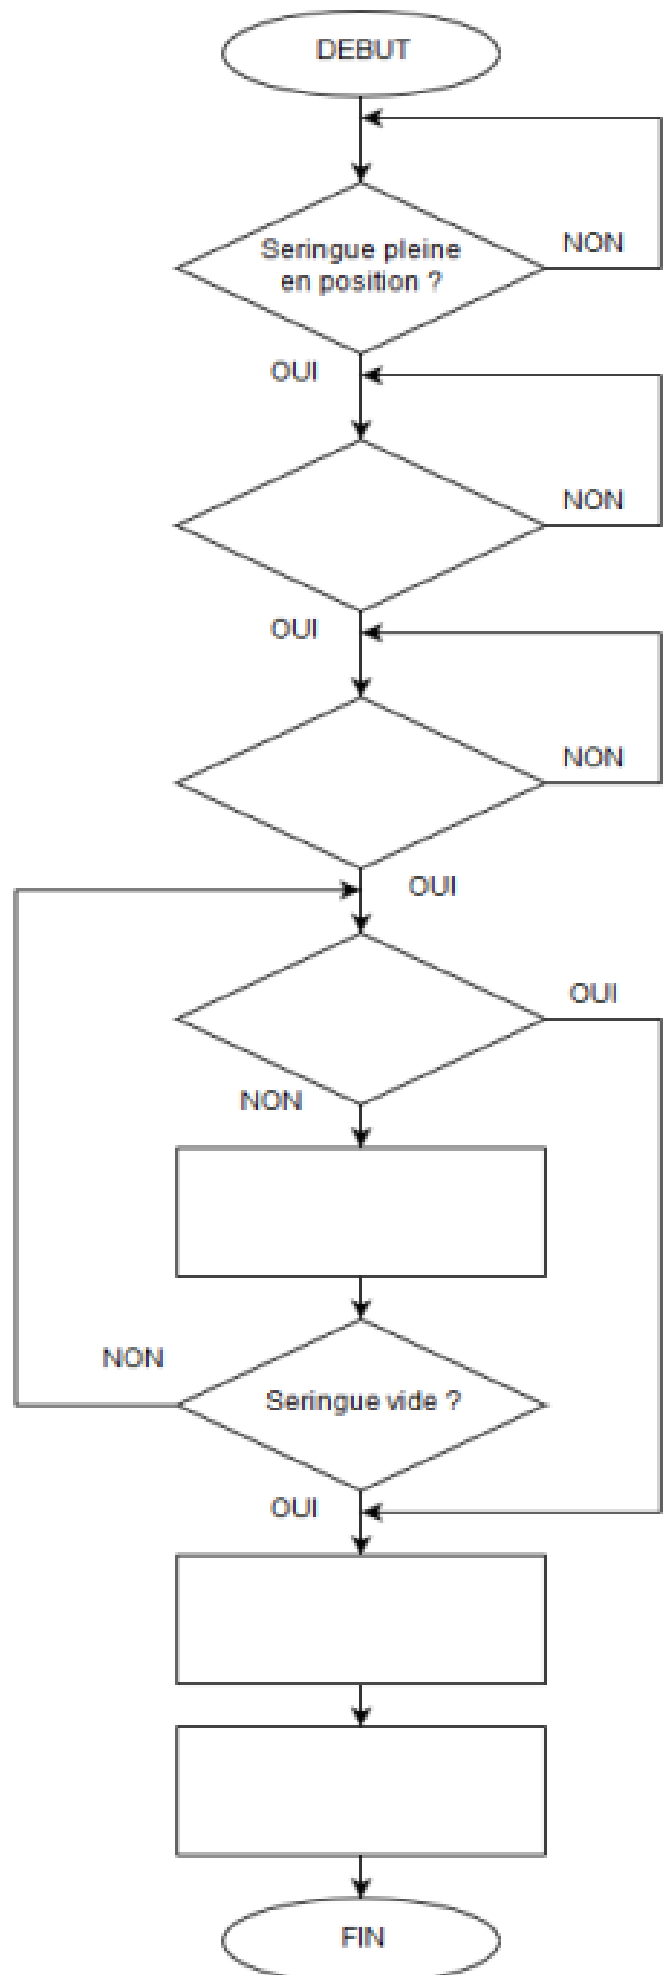 DEBUT
Seringue pleine
en position ?
NON
OUI
NON
OUI
NON
OUI
OUI
NON
NON
Seringue vide ?
OUI
FIN